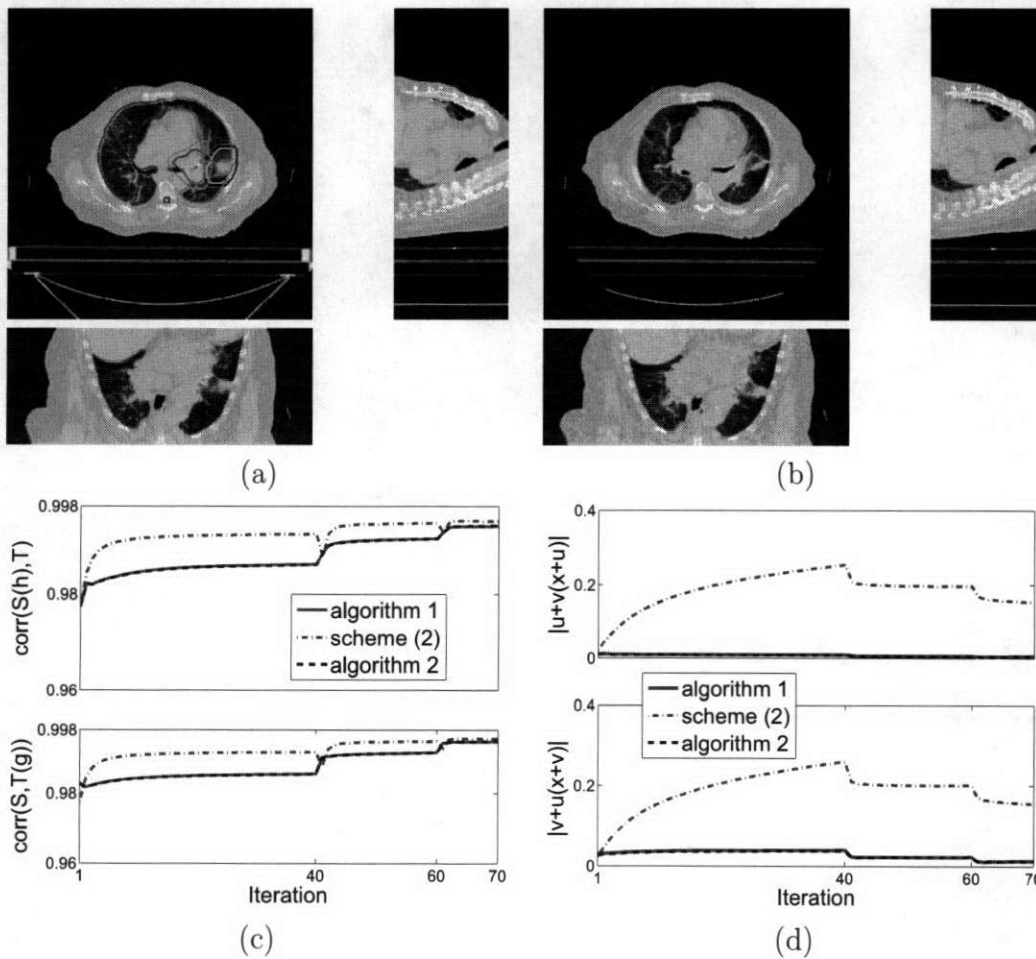 (a)
(b)
0.998
0.98
0.96
corr(S(h),T)
algorithm 1
scheme (2)
algorithm 2
0.998
0.98
0.96
corr(S,T(g))
1
40
60
70
Iteration
(c)
0.4
0.2
0
|u+v(x+u)|
algorithm 1
scheme (2)
algorithm 2
0.4
0.2
0
|v+u(x+v)|
1
40
60
70
Iteration
(d)